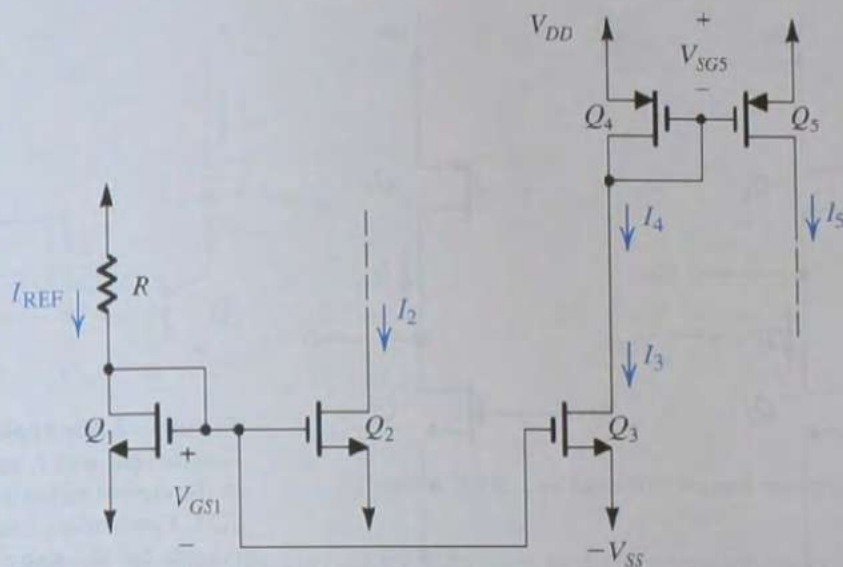 V_DD
+
V_SG5
−
Q_4
Q_5
I_4
I_5
I_REF
R
I_2
I_3
Q_1
+
V_GS1
−
Q_2
Q_3
−V_SS